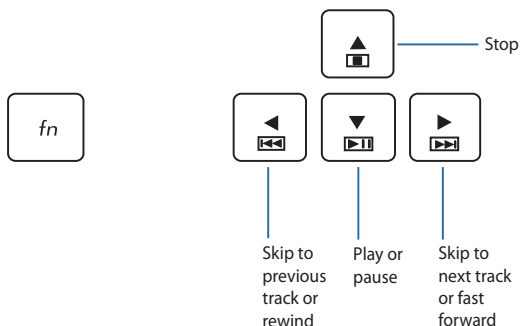 Stop
fn
Skip to
previous
track or
rewind
Play or
pause
Skip to
next track
or fast
forward